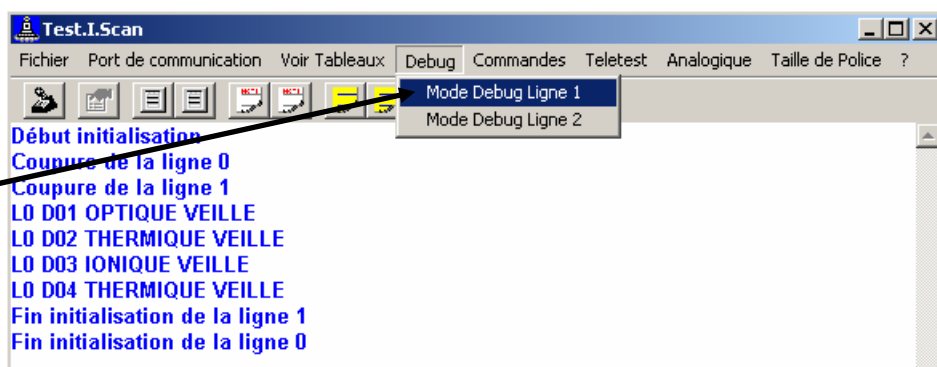 Test.I.Scan
Fichier Port de communication Voir Tableaux Debug Commandes Teletest Analogique Taille de Police ?
Mode Debug Ligne 1
Mode Debug Ligne 2
Début initialisation
Coupure de la ligne 0
Coupure de la ligne 1
L0 D01 OPTIQUE VEILLE
L0 D02 THERMIQUE VEILLE
L0 D03 IONIQUE VEILLE
L0 D04 THERMIQUE VEILLE
Fin initialisation de la ligne 1
Fin initialisation de la ligne 0